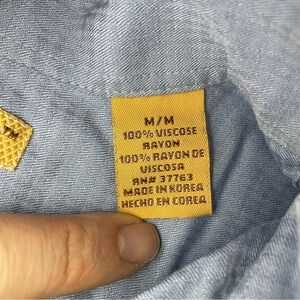 M/M
100% VISCOSE
RAYON
100% RAYON DE
VISCOSA
RN# 37763
MADE IN KOREA
HECHO EN COREA